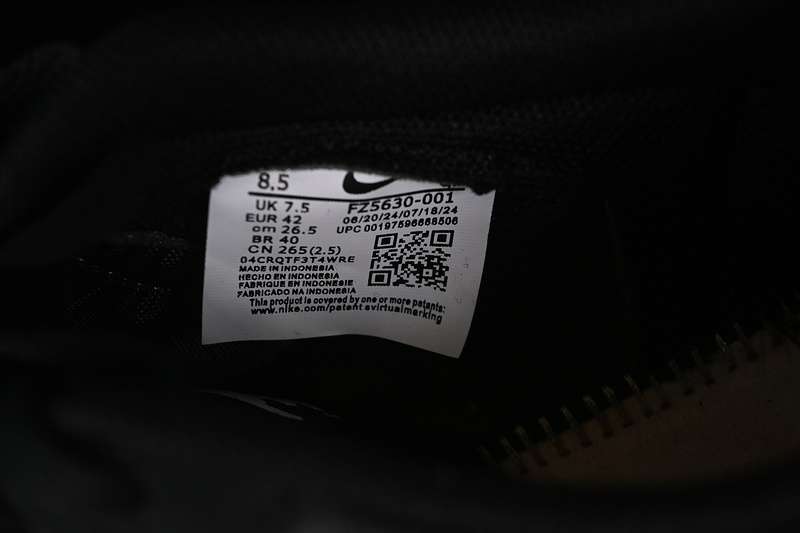 8.5
UK 7.5
EUR 42
cm 26.5
BR 40
CN 265(2.5)
FZ5630-001
06/20/24/07/18/24
UPC 00197596668506
04CRQTF3T4WRE
MADE IN INDONESIA
HECHO EN INDONESIA
FABRIQUE EN INDONESIE
FABRICADO NA INDONESIA
This product is covered by one or more patents:
www.nike.com/patentsvirtualmarking